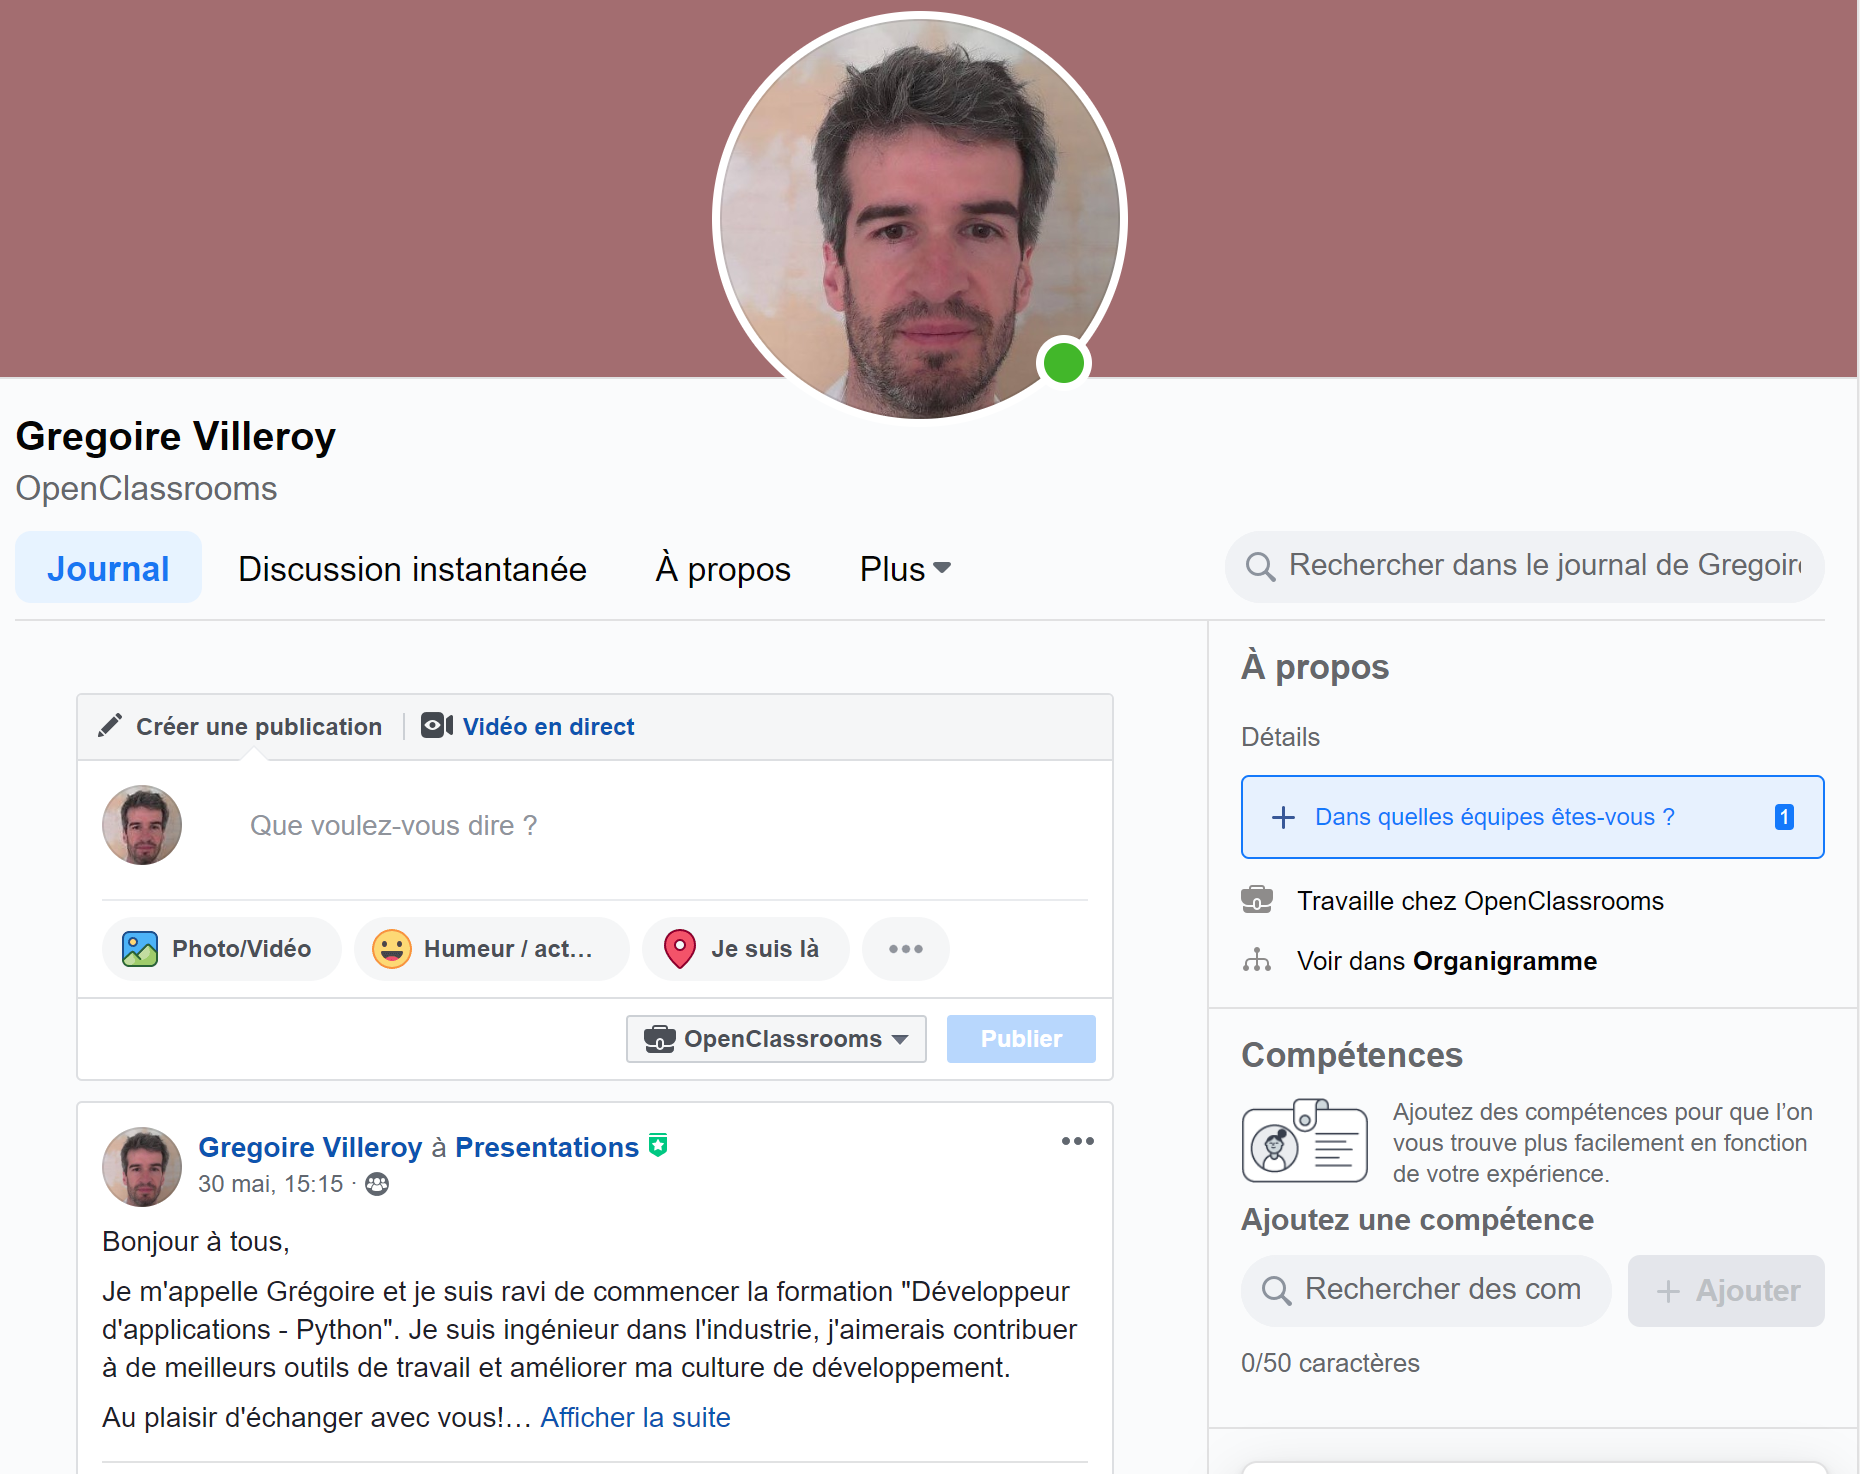 Gregoire Villeroy
OpenClassrooms
Journal
Discussion instantanée
À propos
Plus
Rechercher dans le journal de Gregoire
Créer une publication
Vidéo en direct
Que voulez-vous dire ?
Photo/Vidéo
Humeur / act...
Je suis là
OpenClassrooms
Publier
Gregoire Villeroy à Presentations
30 mai, 15:15 ·
Bonjour à tous,
Je m'appelle Grégoire et je suis ravi de commencer la formation "Développeur
d'applications - Python". Je suis ingénieur dans l'industrie, j'aimerais contribuer
à de meilleurs outils de travail et améliorer ma culture de développement.
Au plaisir d'échanger avec vous!… Afficher la suite
À propos
Détails
Dans quelles équipes êtes-vous ?
1
Travaille chez OpenClassrooms
Voir dans Organigramme
Compétences
Ajoutez des compétences pour que l’on
vous trouve plus facilement en fonction
de votre expérience.
Ajoutez une compétence
Rechercher des com
+ Ajouter
0/50 caractères